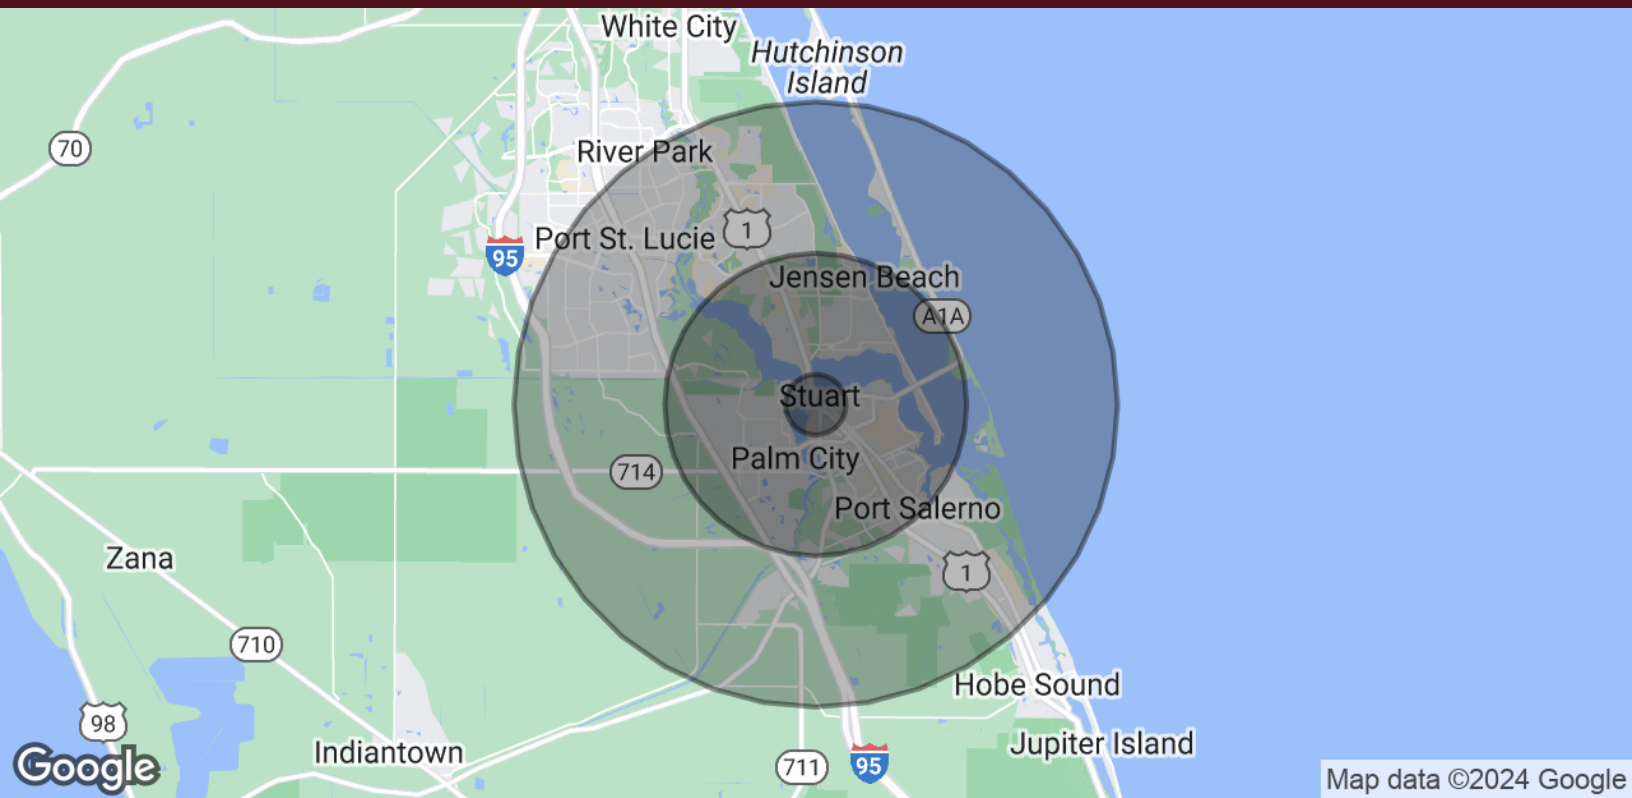 White City
Hutchinson
Island
70
River Park
1
Port St. Lucie
95
Jensen Beach
A1A
Stuart
Palm City
714
Port Salerno
Zana
1
710
Hobe Sound
98
Indiantown
Jupiter Island
711
95
Google
Map data ©2024 Google